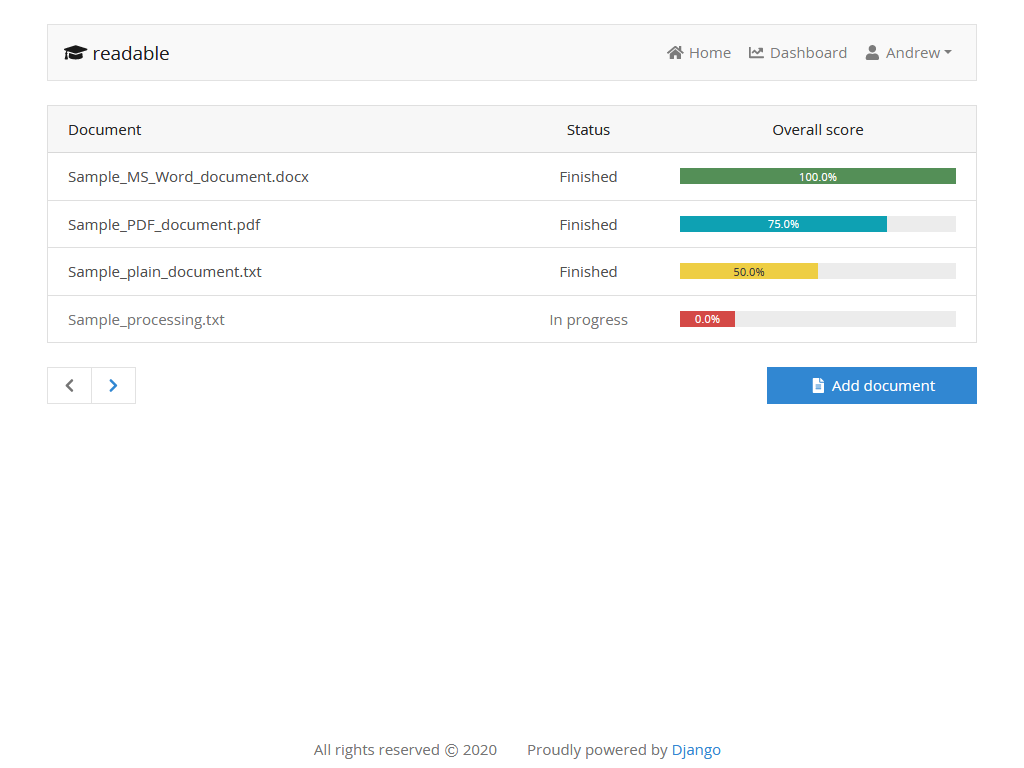 readable Home Dashboard Andrew
Document Status Overall score
Sample_MS_Word_document.docx Finished 100.0%
Sample_PDF_document.pdf Finished 75.0%
Sample_plain_document.txt Finished 50.0%
Sample_processing.txt In progress 0.0%
Add document
All rights reserved © 2020 Proudly powered by Django